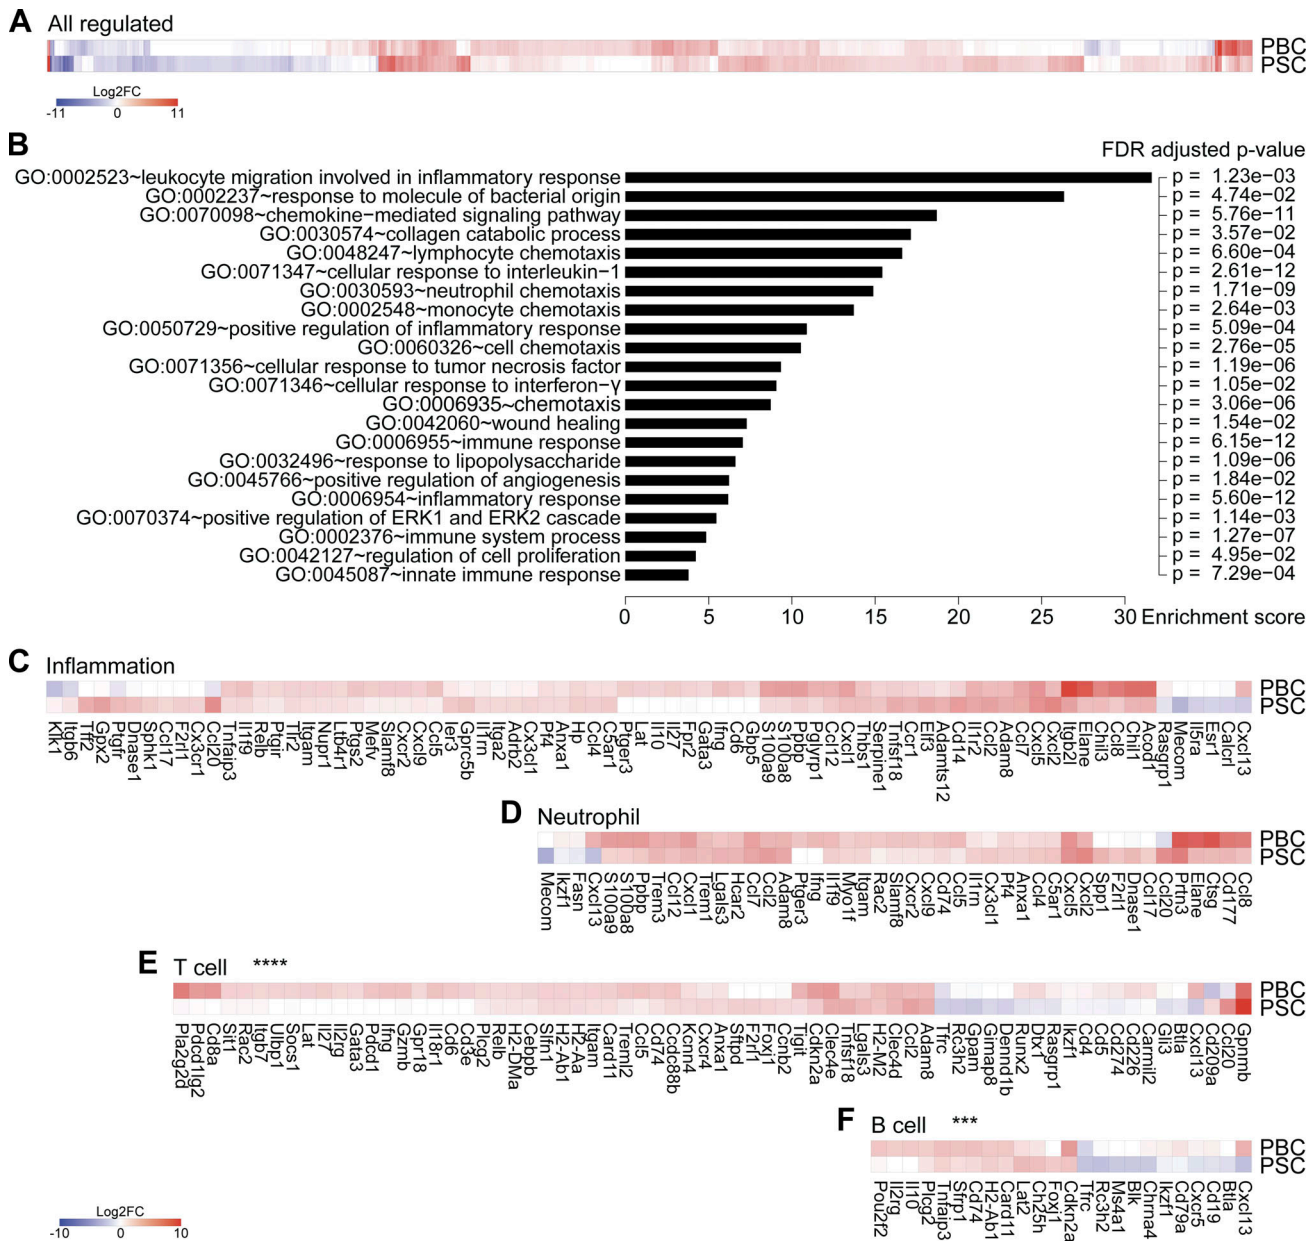 A All regulated
PBC
PSC
Log2FC
-11 0 11
B FDR adjusted p-value
GO:0002523~leukocyte migration involved in inflammatory response p = 1.23e−03
GO:0002237~response to molecule of bacterial origin p = 4.74e−02
GO:0070098~chemokine−mediated signaling pathway p = 5.76e−11
GO:0030574~collagen catabolic process p = 3.57e−02
GO:0048247~lymphocyte chemotaxis p = 6.60e−04
GO:0071347~cellular response to interleukin−1 p = 2.61e−12
GO:0030593~neutrophil chemotaxis p = 1.71e−09
GO:0002548~monocyte chemotaxis p = 2.64e−03
GO:0050729~positive regulation of inflammatory response p = 5.09e−04
GO:0060326~cell chemotaxis p = 2.76e−05
GO:0071356~cellular response to tumor necrosis factor p = 1.19e−06
GO:0071346~cellular response to interferon−γ p = 1.05e−02
GO:0006935~chemotaxis p = 3.06e−06
GO:0042060~wound healing p = 1.54e−02
GO:0006955~immune response p = 6.15e−12
GO:0032496~response to lipopolysaccharide p = 1.09e−06
GO:0045766~positive regulation of angiogenesis p = 1.84e−02
GO:0006954~inflammatory response p = 5.60e−12
GO:0070374~positive regulation of ERK1 and ERK2 cascade p = 1.14e−03
GO:0002376~immune system process p = 1.27e−07
GO:0042127~regulation of cell proliferation p = 4.95e−02
GO:0045087~innate immune response p = 7.29e−04
0 5 10 15 20 25 30 Enrichment score
C Inflammation
PBC
PSC
Klk1 Itgb6 Tff2 Gpx2 Ptgfr Dnase1 Sphk1 Ccl17 F2rl1 Cx3cr1 Ccl20 Tnfaip3 Il1f9 Relb Ptgir Tlr2 Itgam Nupr1 Ltb4r1 Ptgs2 Mefv Slamf8 Cxcr2 Cxcl9 Ccl5 Ier3 Gprc5b Il1rn Itga2 Adrb2 Cx3cl1 Pf4 Anxa1 Hp Ccl4 C5ar1 Ptger3 Lat Il10 Il27 Gata3 Ifng Cd6 Gbp5 S100a9 S100a8 Ppbp Pglyrp1 Ccl12 Cxcl1 Thbs1 Serpine1 Tnfsf18 Ccr1 Elf3 Adamts12 Cd14 Il1r2 Ccl2 Adam8 Ccl7 Cxcl5 Cxcl2 Itgb2l Elane Chil3 Ccl8 Chil1 Acod1 Rasgrp1 Mecom Il5ra Esr1 Calcrl Cxcl13
D Neutrophil
PBC
PSC
Mecom Ikzf1 Fasn Cxcl13 S100a9 S100a8 Ppbp Trem3 Ccl12 Cxcl1 Trem1 Lgals3 Hcar2 Ccl7 Ccl2 Adam8 Ptger3 Ifng Il1f9 Myo1f Itgam Rac2 Slamf8 Cxcr2 Cxcl9 Cd74 Ccl5 Il1rn Cx3cl1 Pf4 Anxa1 Ccl4 C5ar1 Cxcl5 Cxcl2 Spp1 F2rl1 Dnase1 Ccl17 Ccl20 Prtn3 Elane Ctsg Cd177 Ccl8
E T cell ****
PBC
PSC
Pla2g2d Pdcd1lg2 Cd8a Sit1 Rac2 Itgb7 Ulbp1 Socs1 Lat Il27 Il2rg Gata3 Pdcd1 Ifng Gzmb Gpr18 Il18r1 Cd6 Cd3e Plcg2 Relb H2-DMa Cebpb Slfn1 H2-Ab1 H2-Aa Itgam Card11 Treml2 Ccl5 Cd74 Ccdc88b Kcnn4 Cxcr4 Anxa1 Sftpd F2rl1 Foxj1 Ccnb2 Tigit Cdkn2a Clec4e Tnfsf18 Lgals3 H2-M2 Clec4d Ccl2 Adam8 Tfrc Rc3h2 Gpam Gimap8 Dennd1b Runx2 Dtx1 Rasgrp1 Ikzf1 Cd4 Cd5 Cd274 Cd226 Carmil2 Gli3 Btla Cxcl13 Cd209a Ccl20 Gpnmb
F B cell ***
PBC
PSC
Pou2f2 Il2rg Il10 Plcg2 Tnfaip3 Sfrp1 Cd74 H2-Ab1 Card11 Lat2 Ch25h Foxj1 Cdkn2a Tfrc Rc3h2 Ms4a1 Blk Chrna4 Ikzf1 Cd79a Cxcr5 Cd19 Btla Cxcl13
Log2FC
-10 0 10